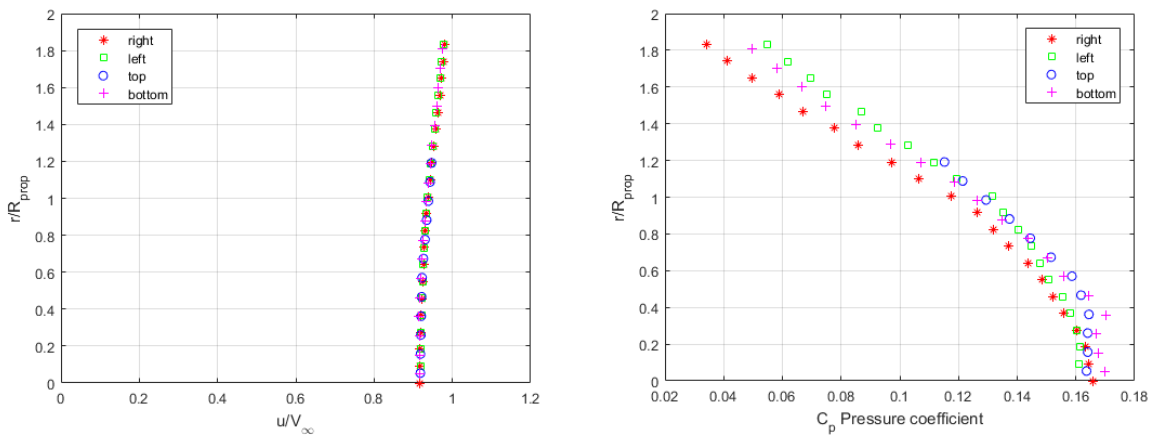 2
1.8
1.6
1.4
1.2
1
0.8
0.6
0.4
0.2
0
r/R_prop
0 0.2 0.4 0.6 0.8 1 1.2
u/V_∞
right
left
top
bottom
2
1.8
1.6
1.4
1.2
1
0.8
0.6
0.4
0.2
0
r/R_prop
0.02 0.04 0.06 0.08 0.1 0.12 0.14 0.16 0.18
C_p Pressure coefficient
right
left
top
bottom